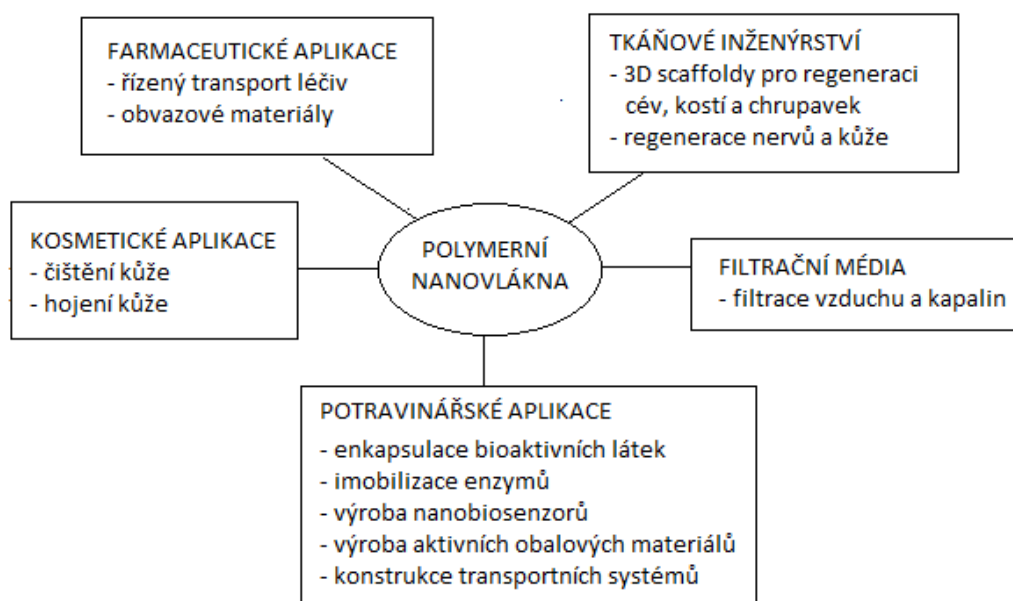 FARMACEUTICKÉ APLIKACE
- řízený transport léčiv
- obvazové materiály
TKÁŇOVÉ INŽENÝRSTVÍ
- 3D scaffoldy pro regeneraci
cév, kostí a chrupavek
- regenerace nervů a kůže
KOSMETICKÉ APLIKACE
- čištění kůže
- hojení kůže
POLYMERNÍ
NANOVLÁKNA
FILTRAČNÍ MÉDIA
- filtrace vzduchu a kapalin
POTRAVINÁŘSKÉ APLIKACE
- enkapsulace bioaktivních látek
- imobilizace enzymů
- výroba nanobiosenzorů
- výroba aktivních obalových materiálů
- konstrukce transportních systémů